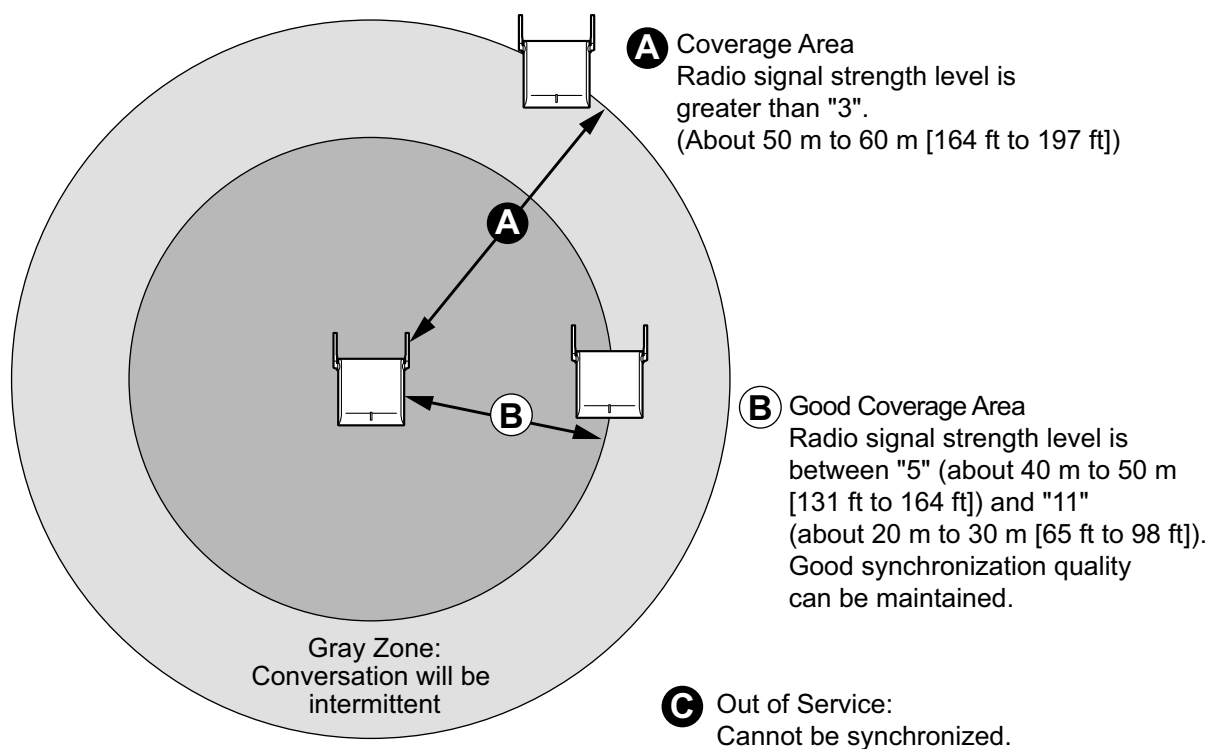 A Coverage Area
Radio signal strength level is
greater than "3".
(About 50 m to 60 m [164 ft to 197 ft])
A
B
B Good Coverage Area
Radio signal strength level is
between "5" (about 40 m to 50 m
[131 ft to 164 ft]) and "11"
(about 20 m to 30 m [65 ft to 98 ft]).
Good synchronization quality
can be maintained.
Gray Zone:
Conversation will be
intermittent
C Out of Service:
Cannot be synchronized.